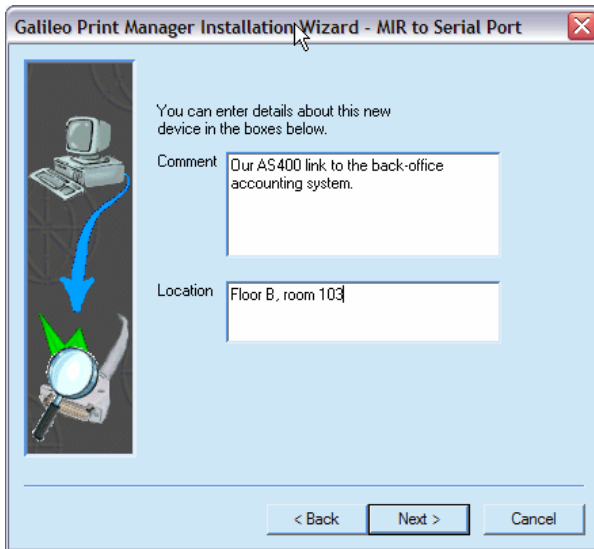 Galileo Print Manager Installation Wizard - MIR to Serial Port
You can enter details about this new
device in the boxes below.
Comment
Our AS400 link to the back-office
accounting system.
Location
Floor B, room 103
< Back
Next >
Cancel